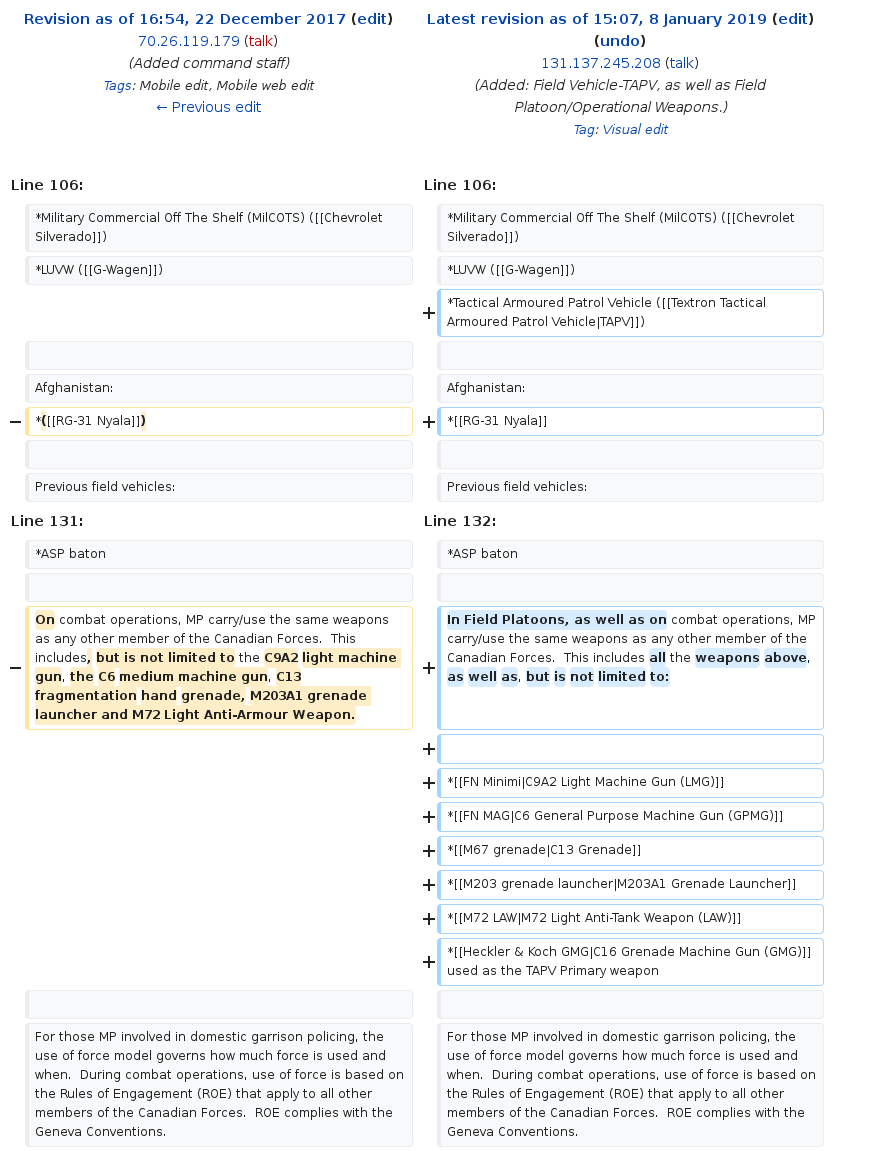 Revision as of 16:54, 22 December 2017 (edit)
70.26.119.179 (talk)
(Added command staff)
Tags: Mobile edit, Mobile web edit
← Previous edit
Latest revision as of 15:07, 8 January 2019 (edit)
(undo)
131.137.245.208 (talk)
(Added: Field Vehicle-TAPV, as well as Field
Platoon/Operational Weapons.)
Tag: Visual edit
Line 106:
Line 106:
*Military Commercial Off The Shelf (MilCOTS) ([[Chevrolet
Silverado]])
*Military Commercial Off The Shelf (MilCOTS) ([[Chevrolet
Silverado]])
*LUVW ([[G-Wagen]])
*LUVW ([[G-Wagen]])
+
*Tactical Armoured Patrol Vehicle ([[Textron Tactical
Armoured Patrol Vehicle|TAPV]])
Afghanistan:
Afghanistan:
−
*([[RG-31 Nyala]])
+
*[[RG-31 Nyala]]
Previous field vehicles:
Previous field vehicles:
Line 131:
Line 132:
*ASP baton
*ASP baton
−
On combat operations, MP carry/use the same weapons
as any other member of the Canadian Forces.  This
includes, but is not limited to the C9A2 light machine
gun, the C6 medium machine gun, C13
fragmentation hand grenade, M203A1 grenade
launcher and M72 Light Anti-Armour Weapon.
+
In Field Platoons, as well as on combat operations, MP
carry/use the same weapons as any other member of the
Canadian Forces.  This includes all the weapons above,
as well as, but is not limited to:
+
+
*[[FN Minimi|C9A2 Light Machine Gun (LMG)]]
+
*[[FN MAG|C6 General Purpose Machine Gun (GPMG)]]
+
*[[M67 grenade|C13 Grenade]]
+
*[[M203 grenade launcher|M203A1 Grenade Launcher]]
+
*[[M72 LAW|M72 Light Anti-Tank Weapon (LAW)]]
+
*[[Heckler & Koch GMG|C16 Grenade Machine Gun (GMG)]]
used as the TAPV Primary weapon
For those MP involved in domestic garrison policing, the
use of force model governs how much force is used and
when.  During combat operations, use of force is based on
the Rules of Engagement (ROE) that apply to all other
members of the Canadian Forces.  ROE complies with the
Geneva Conventions.
For those MP involved in domestic garrison policing, the
use of force model governs how much force is used and
when.  During combat operations, use of force is based on
the Rules of Engagement (ROE) that apply to all other
members of the Canadian Forces.  ROE complies with the
Geneva Conventions.